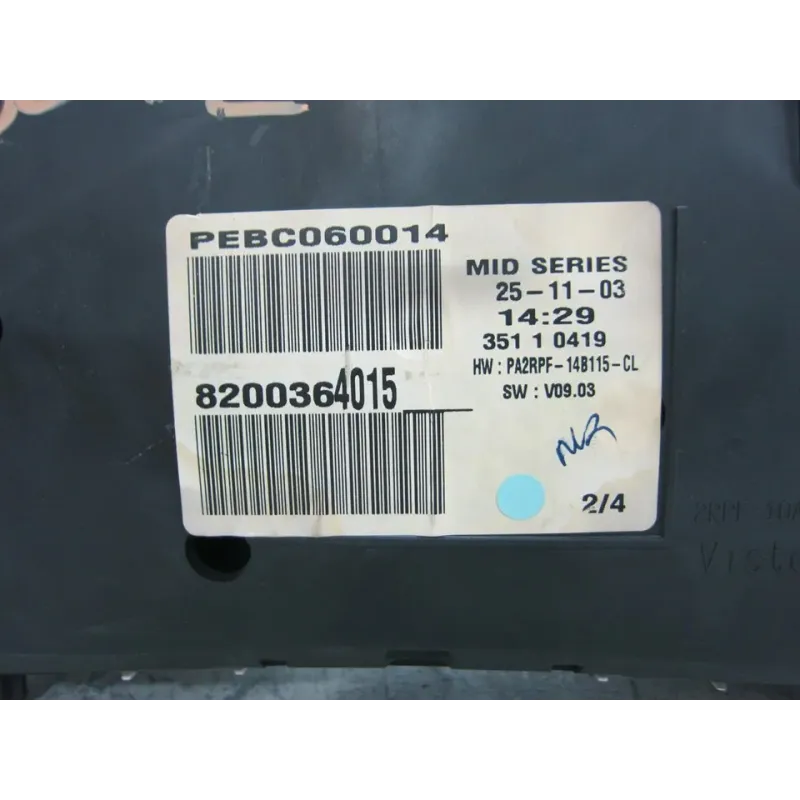 PEBC060014
MID SERIES
25-11-03
14:29
351 1 0419
HW : PA2RPF-14B115-CL
8200364015
SW : V09.03
2/4